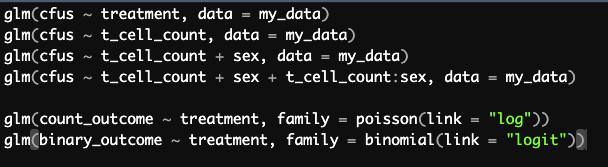 glm(cfus ~ treatment, data = my_data)
glm(cfus ~ t_cell_count, data = my_data)
glm(cfus ~ t_cell_count + sex, data = my_data)
glm(cfus ~ t_cell_count + sex + t_cell_count:sex, data = my_data)
glm(count_outcome ~ treatment, family = poisson(link = "log"))
glm(binary_outcome ~ treatment, family = binomial(link = "logit"))